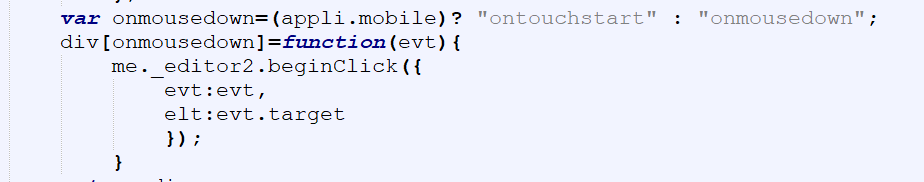 var onmousedown=(appli.mobile)? "ontouchstart" : "onmousedown";
div[onmousedown]=function(evt){
me._editor2.beginClick({
evt:evt,
elt:evt.target
});
}